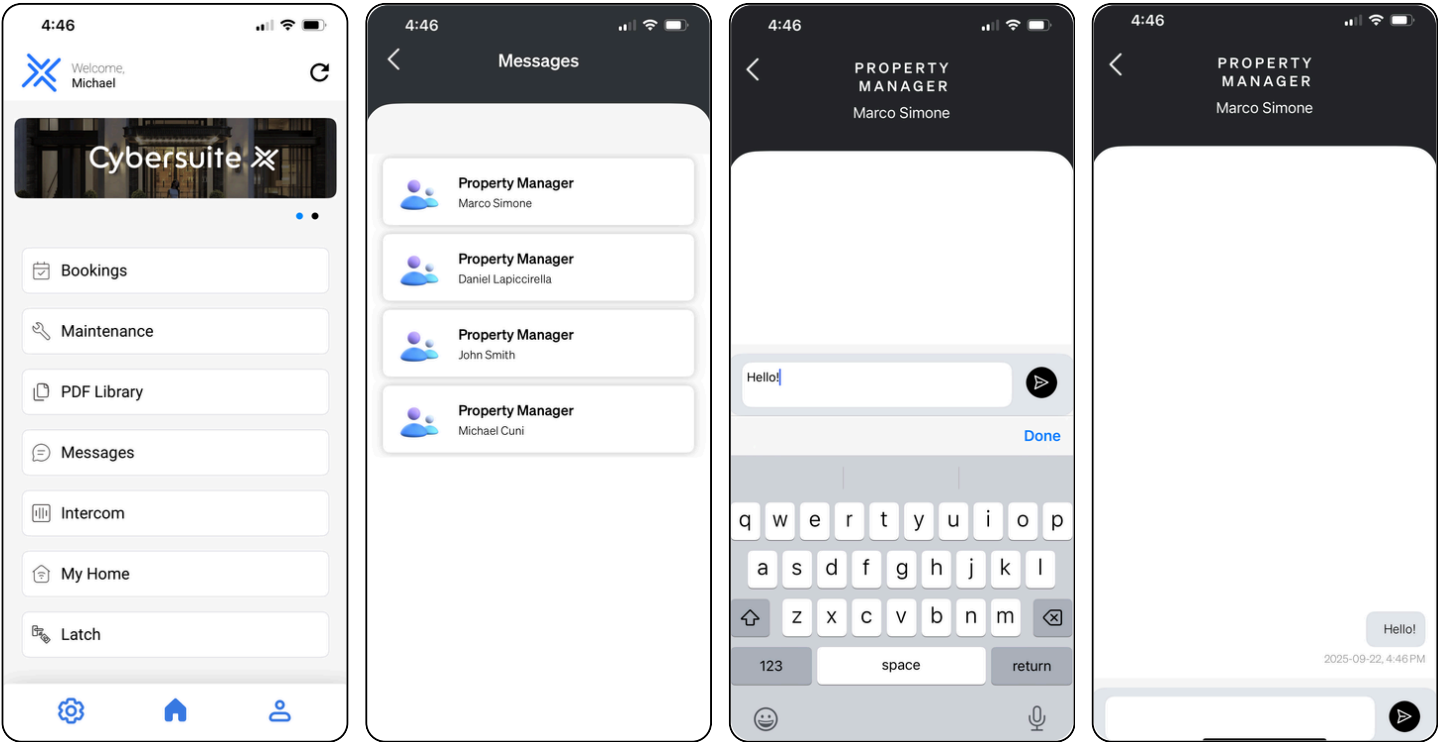 4:46
Welcome,
Michael
Cybersuite
Bookings
Maintenance
PDF Library
Messages
Intercom
My Home
Latch
4:46
Messages
Property Manager
Marco Simone
Property Manager
Daniel Lapiccirella
Property Manager
John Smith
Property Manager
Michael Cuni
4:46
PROPERTY
MANAGER
Marco Simone
Hello!
Done
q w e r t y u i o p
a s d f g h j k l
z x c v b n m
123 space return
4:46
PROPERTY
MANAGER
Marco Simone
Hello!
2025-09-22, 4:46 PM